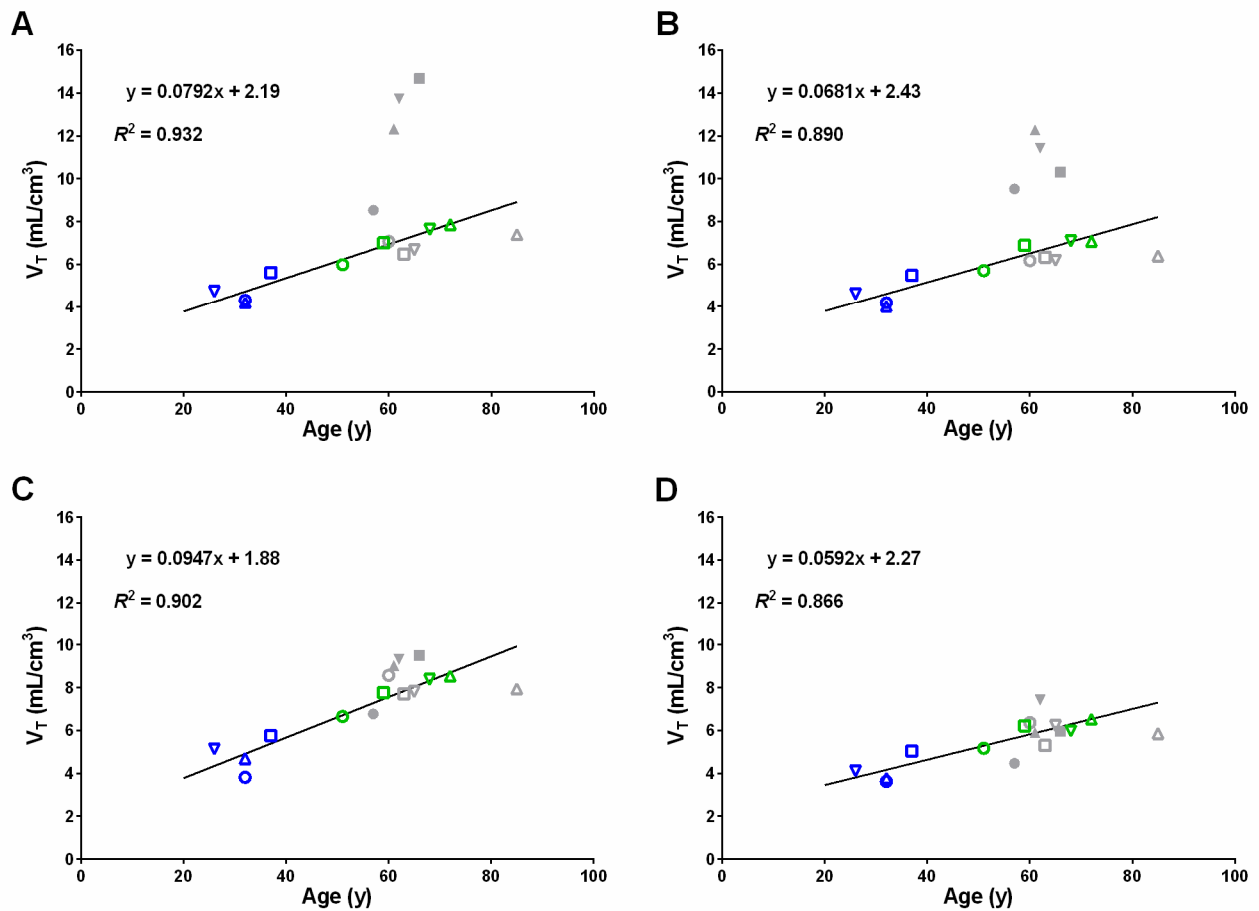 A
y = 0.0792x + 2.19
R² = 0.932
V_T (mL/cm³)
16
14
12
10
8
6
4
2
0
0 20 40 60 80 100
Age (y)
B
y = 0.0681x + 2.43
R² = 0.890
V_T (mL/cm³)
16
14
12
10
8
6
4
2
0
0 20 40 60 80 100
Age (y)
C
y = 0.0947x + 1.88
R² = 0.902
V_T (mL/cm³)
16
14
12
10
8
6
4
2
0
0 20 40 60 80 100
Age (y)
D
y = 0.0592x + 2.27
R² = 0.866
V_T (mL/cm³)
16
14
12
10
8
6
4
2
0
0 20 40 60 80 100
Age (y)